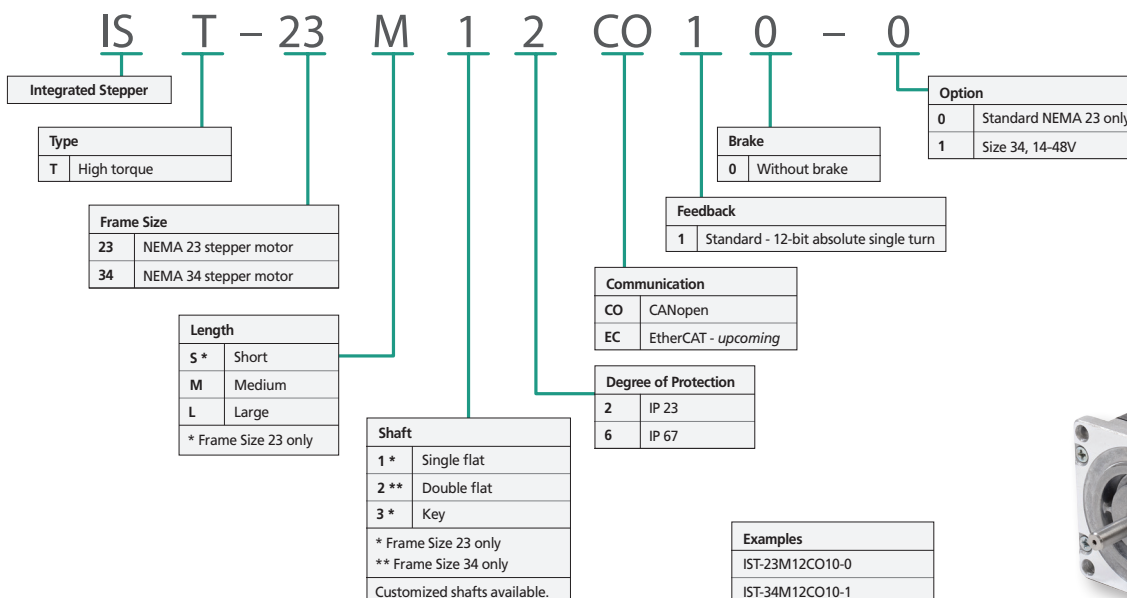 IS T - 23 M 1 2 CO 1 0 - 0
Integrated Stepper
Type
T High torque
Frame Size
23 NEMA 23 stepper motor
34 NEMA 34 stepper motor
Length
S * Short
M Medium
L Large
* Frame Size 23 only
Shaft
1 * Single flat
2 ** Double flat
3 * Key
* Frame Size 23 only
** Frame Size 34 only
Customized shafts available.
Degree of Protection
2 IP 23
6 IP 67
Communication
CO CANopen
EC EtherCAT - upcoming
Feedback
1 Standard - 12-bit absolute single turn
Brake
0 Without brake
Option
0 Standard NEMA 23 only
1 Size 34, 14-48V
Examples
IST-23M12CO10-0
IST-34M12CO10-1